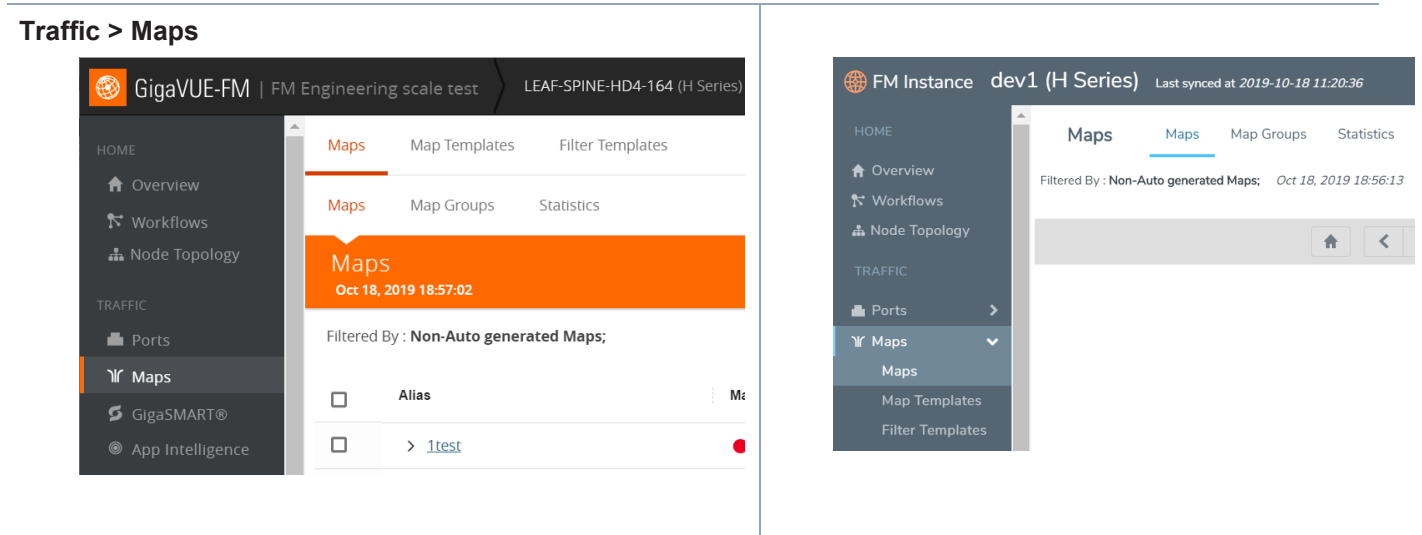 Traffic > Maps
GigaVUE-FM | FM Engineering scale test
LEAF-SPINE-HD4-164 (H Series)
HOME
Overview
Workflows
Node Topology
TRAFFIC
Ports
Maps
GigaSMART®
App Intelligence
Maps Map Templates Filter Templates
Maps Map Groups Statistics
Maps
Oct 18, 2019 18:57:02
Filtered By : Non-Auto generated Maps;
Alias
1test
FM Instance dev1 (H Series) Last synced at 2019-10-18 11:20:36
HOME
Overview
Workflows
Node Topology
TRAFFIC
Ports
Maps
Maps
Map Templates
Filter Templates
Maps Maps Map Groups Statistics
Filtered By : Non-Auto generated Maps; Oct 18, 2019 18:56:13